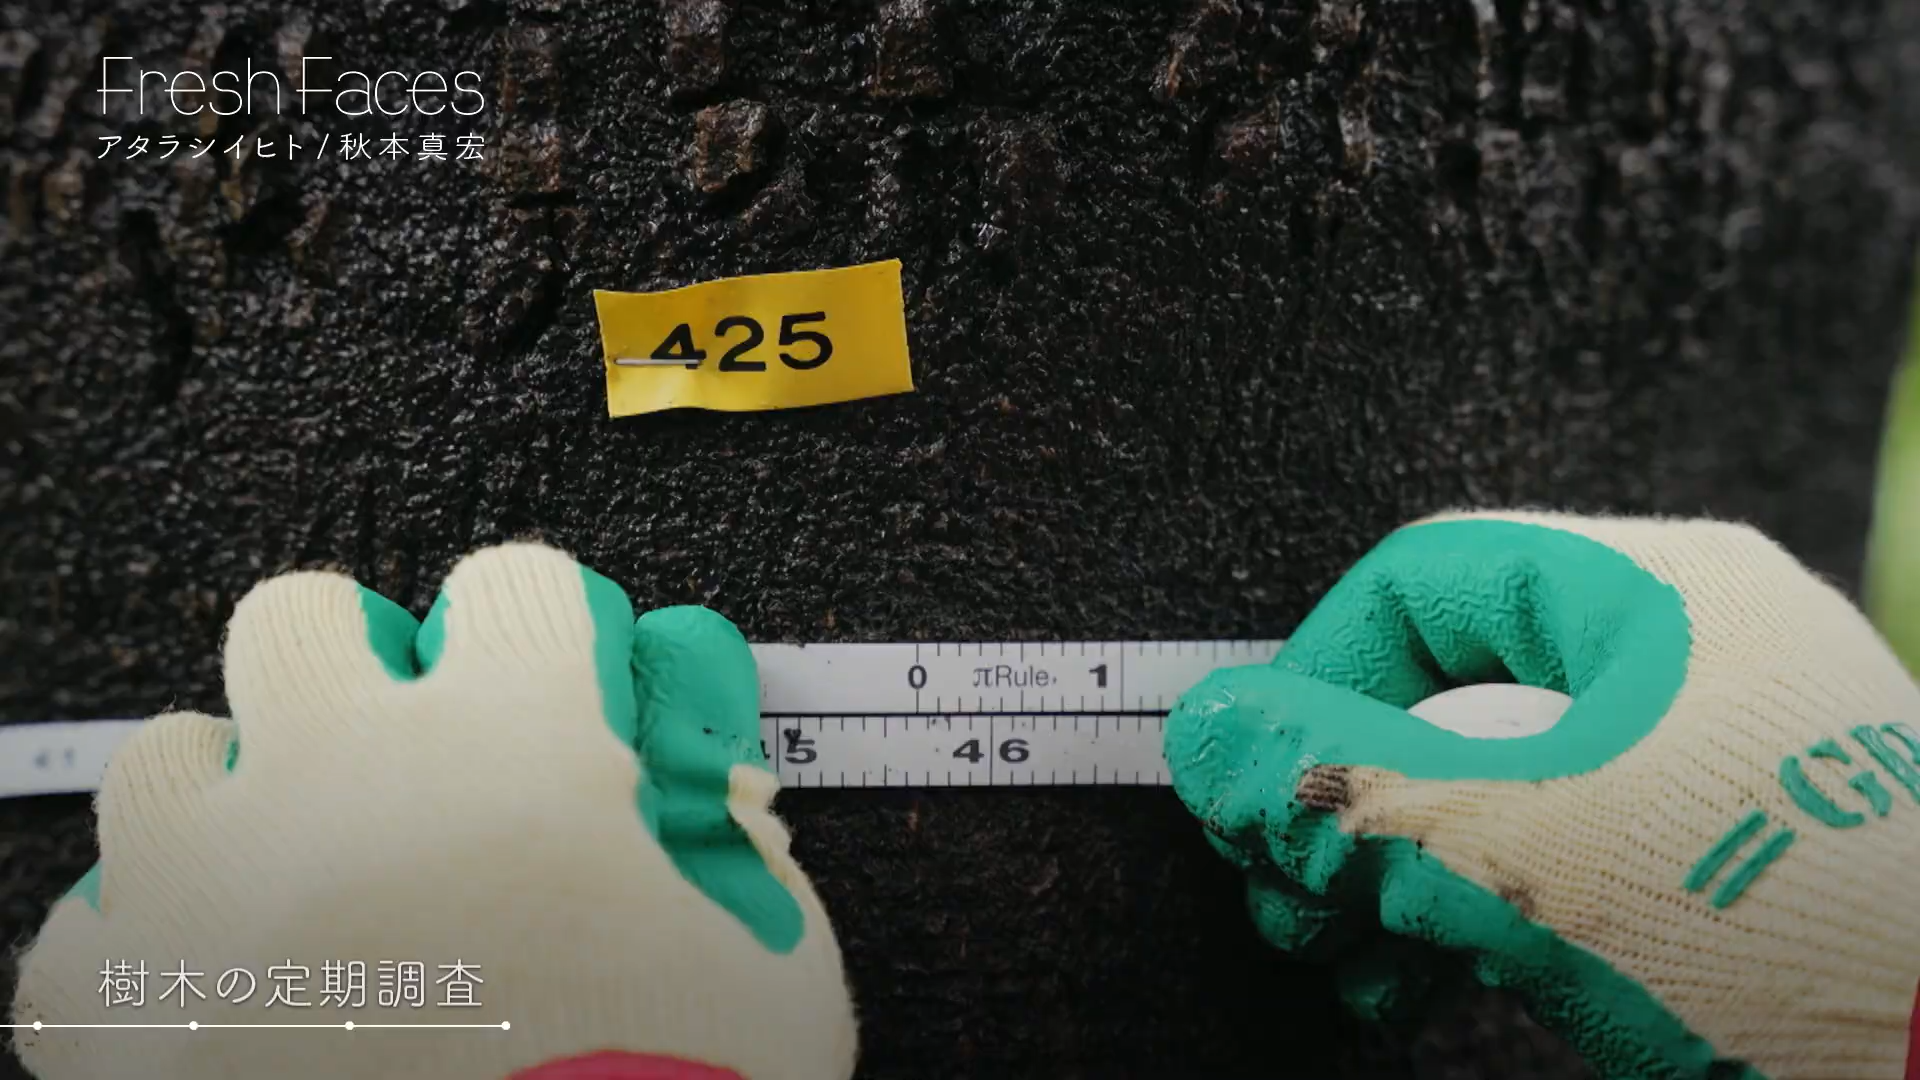 Fresh Faces
アタラシイヒト / 秋本真宏
425
0 πRule. 1
45 46
樹木の定期調査